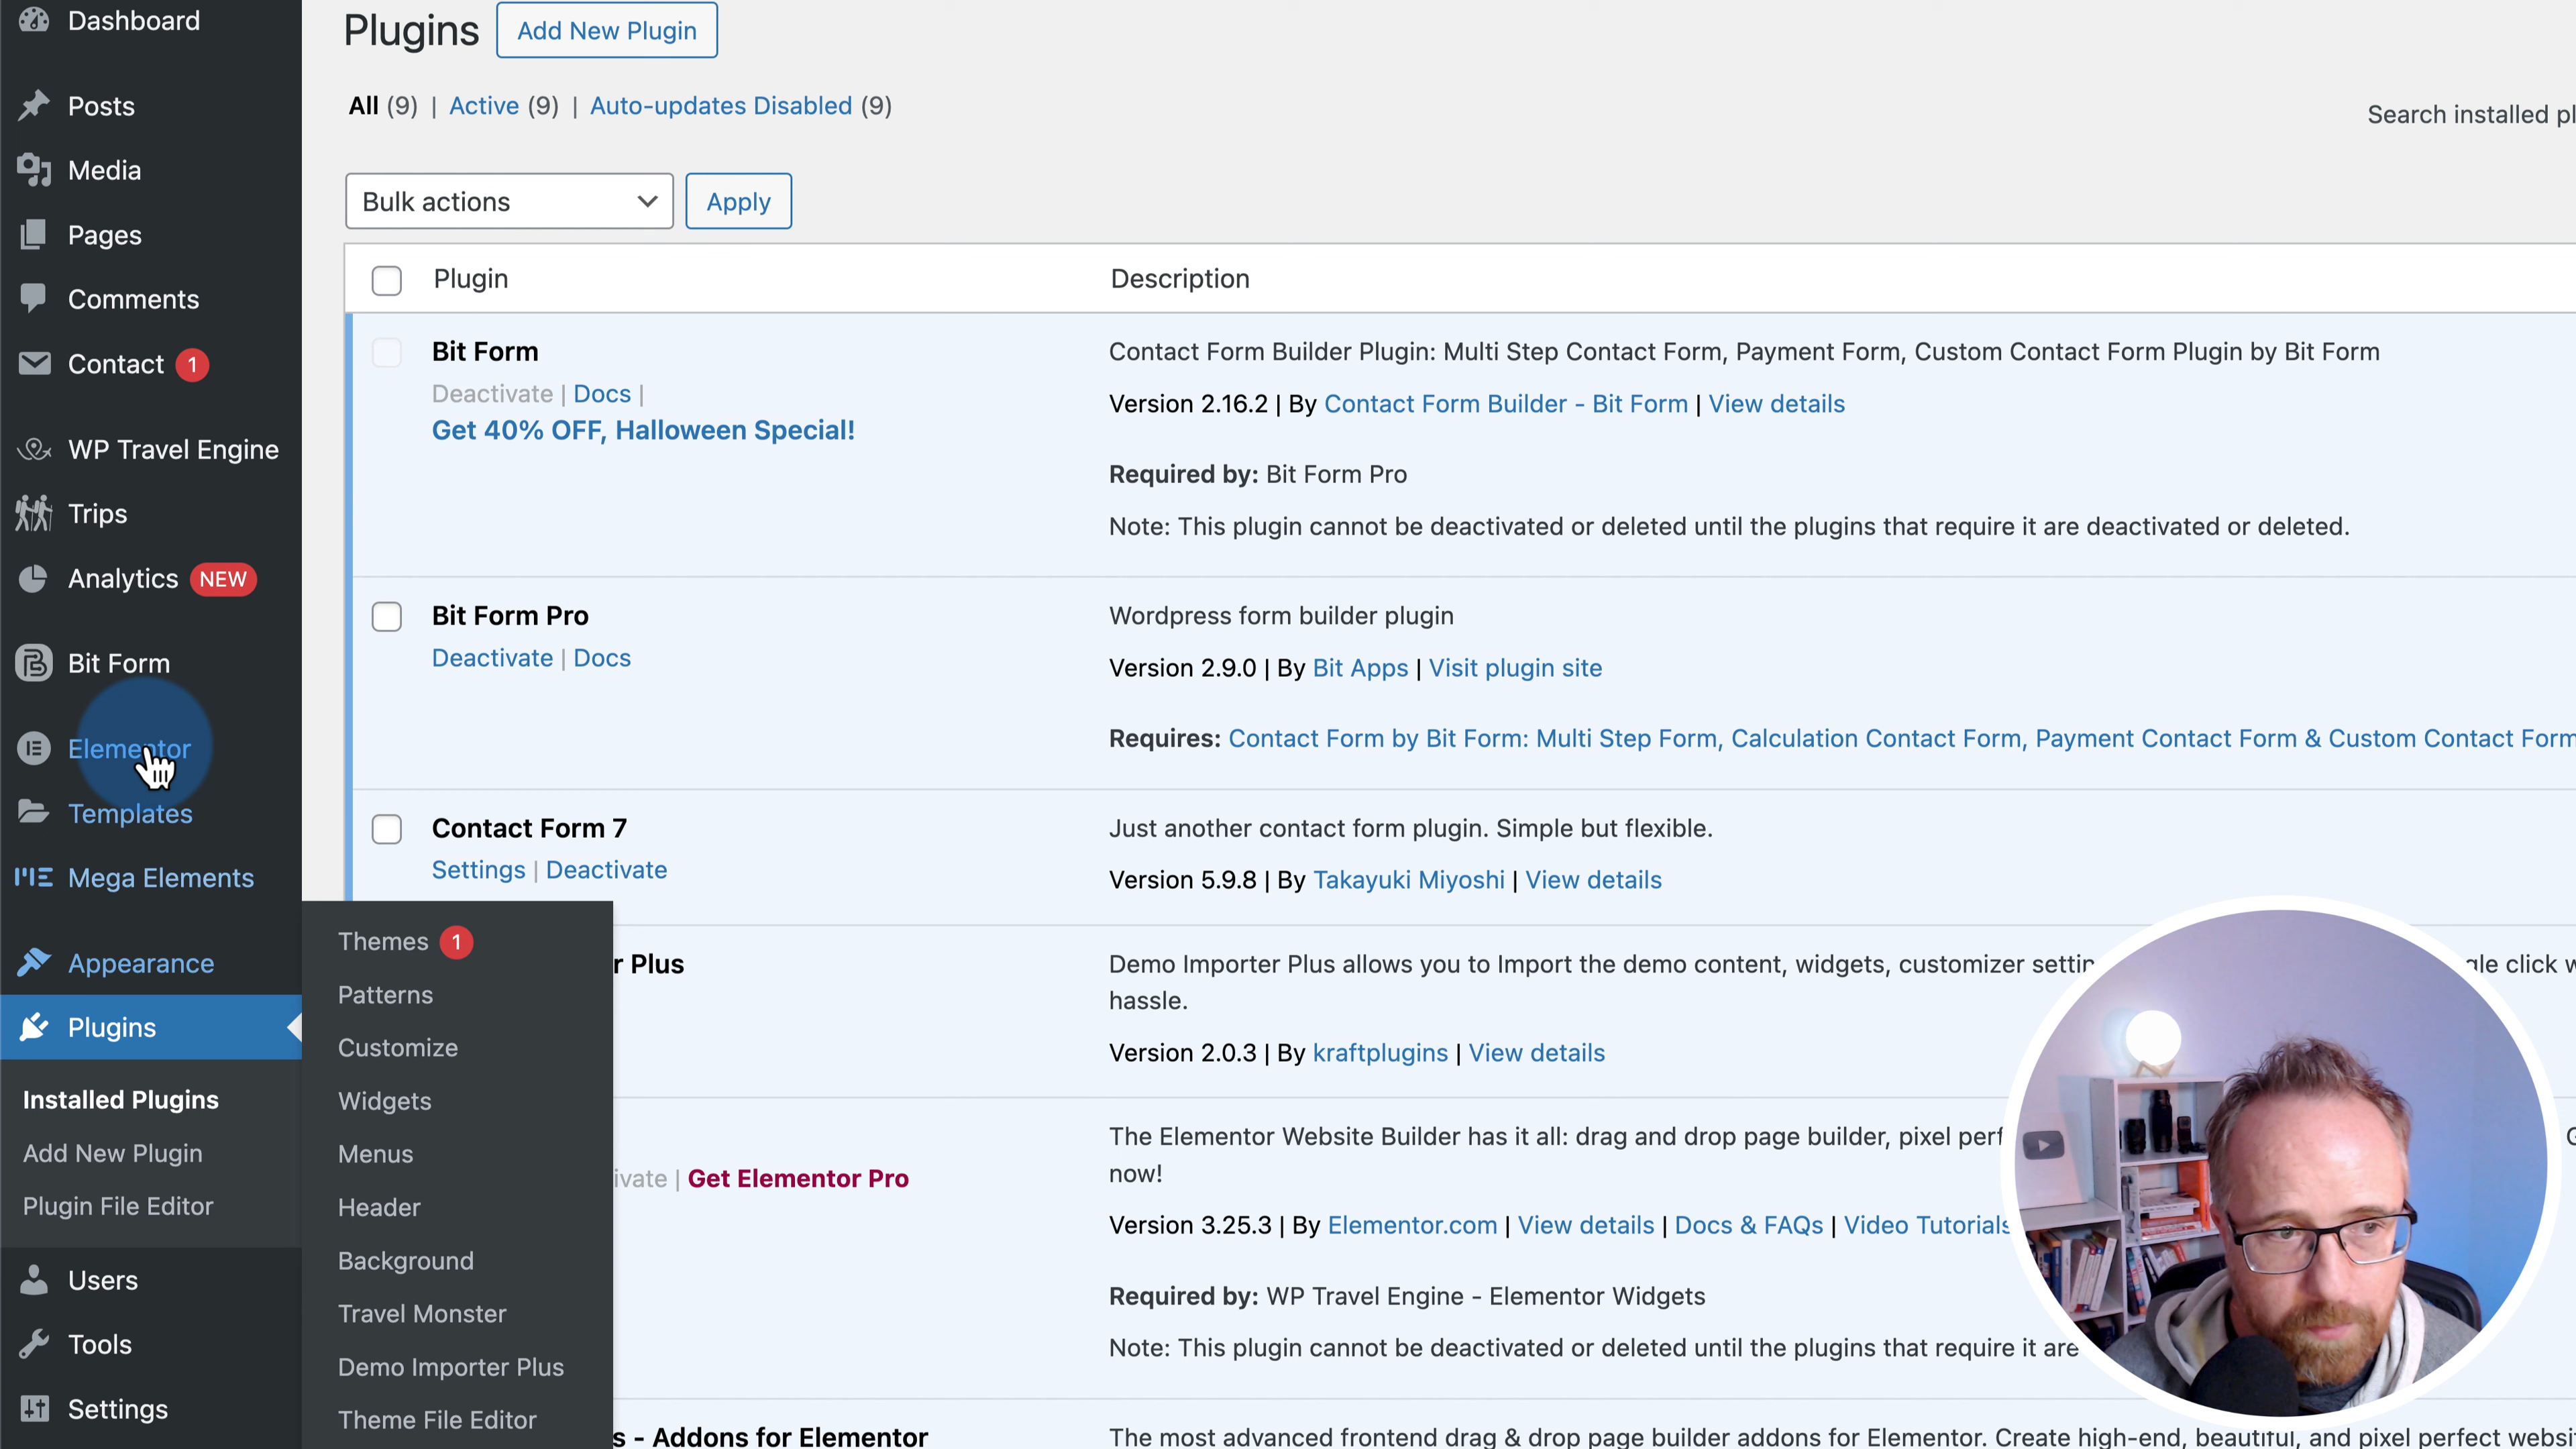 Dashboard
Posts
Media
Pages
Comments
Contact 1
WP Travel Engine
Trips
Analytics NEW
Bit Form
Elementor
Templates
Mega Elements
Appearance
Plugins
Installed Plugins
Add New Plugin
Plugin File Editor
Users
Tools
Settings
Themes 1
Patterns
Customize
Widgets
Menus
Header
Background
Travel Monster
Demo Importer Plus
Theme File Editor
Plugins Add New Plugin
All (9) | Active (9) | Auto-updates Disabled (9)
Search installed pl
Bulk actions Apply
Plugin Description
Bit Form
Deactivate | Docs |
Get 40% OFF, Halloween Special!
Contact Form Builder Plugin: Multi Step Contact Form, Payment Form, Custom Contact Form Plugin by Bit Form
Version 2.16.2 | By Contact Form Builder - Bit Form | View details
Required by: Bit Form Pro
Note: This plugin cannot be deactivated or deleted until the plugins that require it are deactivated or deleted.
Bit Form Pro
Deactivate | Docs
Wordpress form builder plugin
Version 2.9.0 | By Bit Apps | Visit plugin site
Requires: Contact Form by Bit Form: Multi Step Form, Calculation Contact Form, Payment Contact Form & Custom Contact Form
Contact Form 7
Settings | Deactivate
Just another contact form plugin. Simple but flexible.
Version 5.9.8 | By Takayuki Miyoshi | View details
r Plus
Demo Importer Plus allows you to Import the demo content, widgets, customizer settin gle click w
hassle.
Version 2.0.3 | By kraftplugins | View details
ivate | Get Elementor Pro
The Elementor Website Builder has it all: drag and drop page builder, pixel perf G
now!
Version 3.25.3 | By Elementor.com | View details | Docs & FAQs | Video Tutorials
Required by: WP Travel Engine - Elementor Widgets
Note: This plugin cannot be deactivated or deleted until the plugins that require it are
s - Addons for Elementor
The most advanced frontend drag & drop page builder addons for Elementor. Create high-end, beautiful, and pixel perfect websi